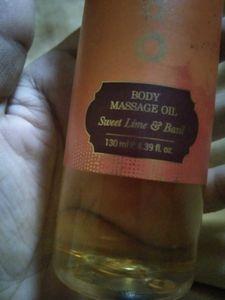 BODY
MASSAGE OIL
Sweet Lime & Basil
130 ml ℮ 4.39 fl. oz